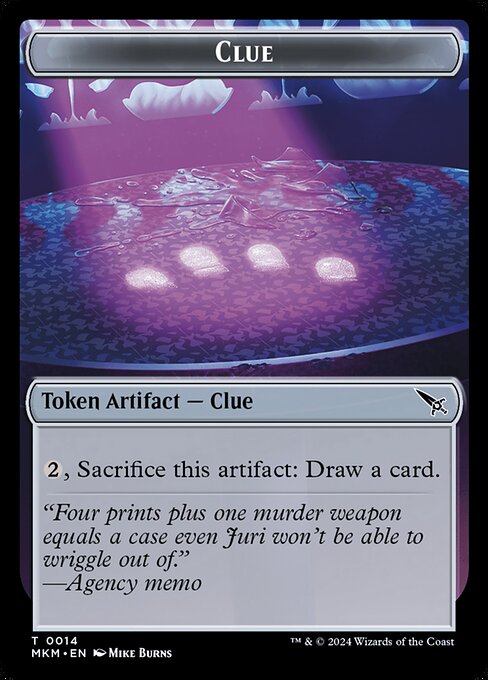 Clue
Token Artifact — Clue
2, Sacrifice this artifact: Draw a card.
“Four prints plus one murder weapon
equals a case even Juri won’t be able to
wriggle out of.”
—Agency memo
T 0014
MKM • EN Mike Burns
™ & © 2024 Wizards of the Coast